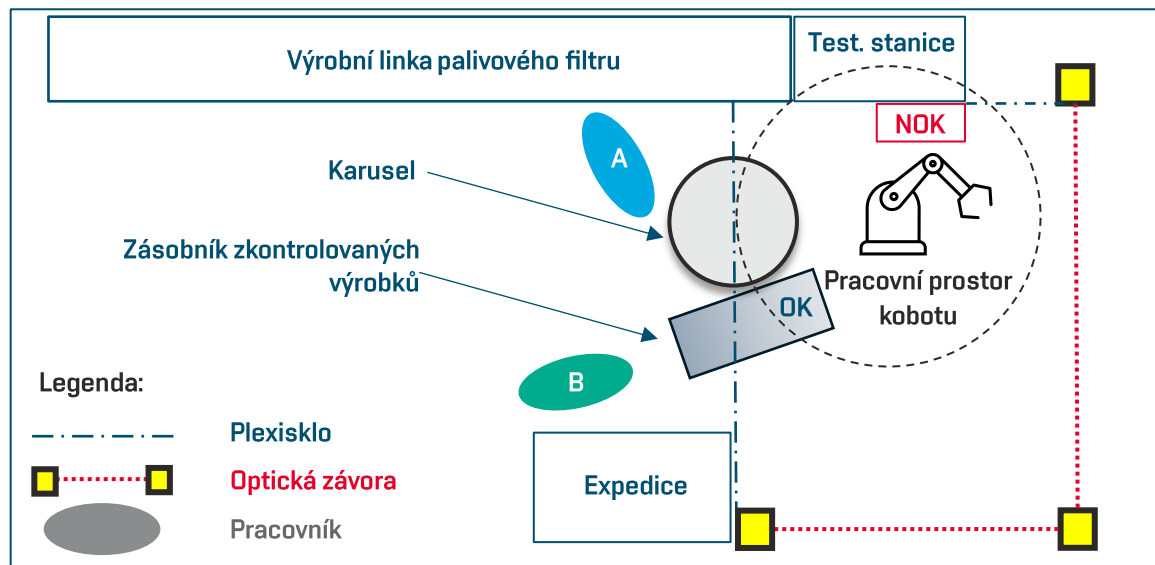 Výrobní linka palivového filtru
Test. stanice
NOK
A
Karusel
Zásobník zkontrolovaných
výrobků
OK
Pracovní prostor
kobotu
B
Legenda:
Plexisklo
Optická závora
Pracovník
Expedice